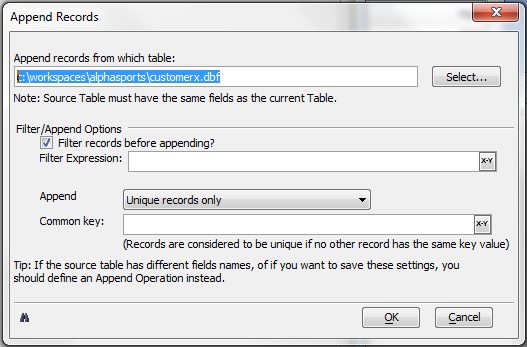 Append Records
Append records from which table:
c:\workspaces\alphasports\customerx.dbf
Select...
Note: Source Table must have the same fields as the current Table.
Filter/Append Options
Filter records before appending?
Filter Expression:
X-Y
Append
Unique records only
Common key:
X-Y
(Records are considered to be unique if no other record has the same key value)
Tip: If the source table has different fields names, of if you want to save these settings, you
should define an Append Operation instead.
OK
Cancel